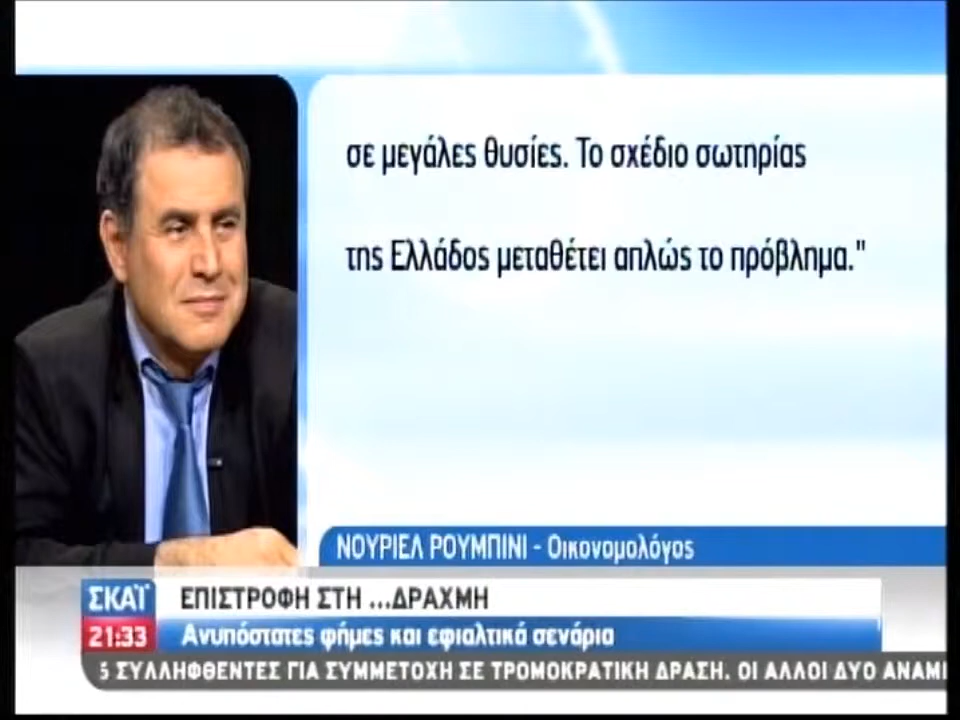 σε μεγάλες θυσίες. Το σχέδιο σωτηρίας
της Ελλάδος μεταθέτει απλώς το πρόβλημα."
ΝΟΥΡΙΕΛ ΡΟΥΜΠΙΝΙ - Οικονομολόγος
ΣΚΑΪ
ΕΠΙΣΤΡΟΦΗ ΣΤΗ ...ΔΡΑΧΜΗ
21:33
Ανυπόστατες φήμες και εφιαλτικά σενάρια
5 ΣΥΛΛΗΦΘΕΝΤΕΣ ΓΙΑ ΣΥΜΜΕΤΟΧΗ ΣΕ ΤΡΟΜΟΚΡΑΤΙΚΗ ΔΡΑΣΗ. ΟΙ ΑΛΛΟΙ ΔΥΟ ΑΝΑΜ